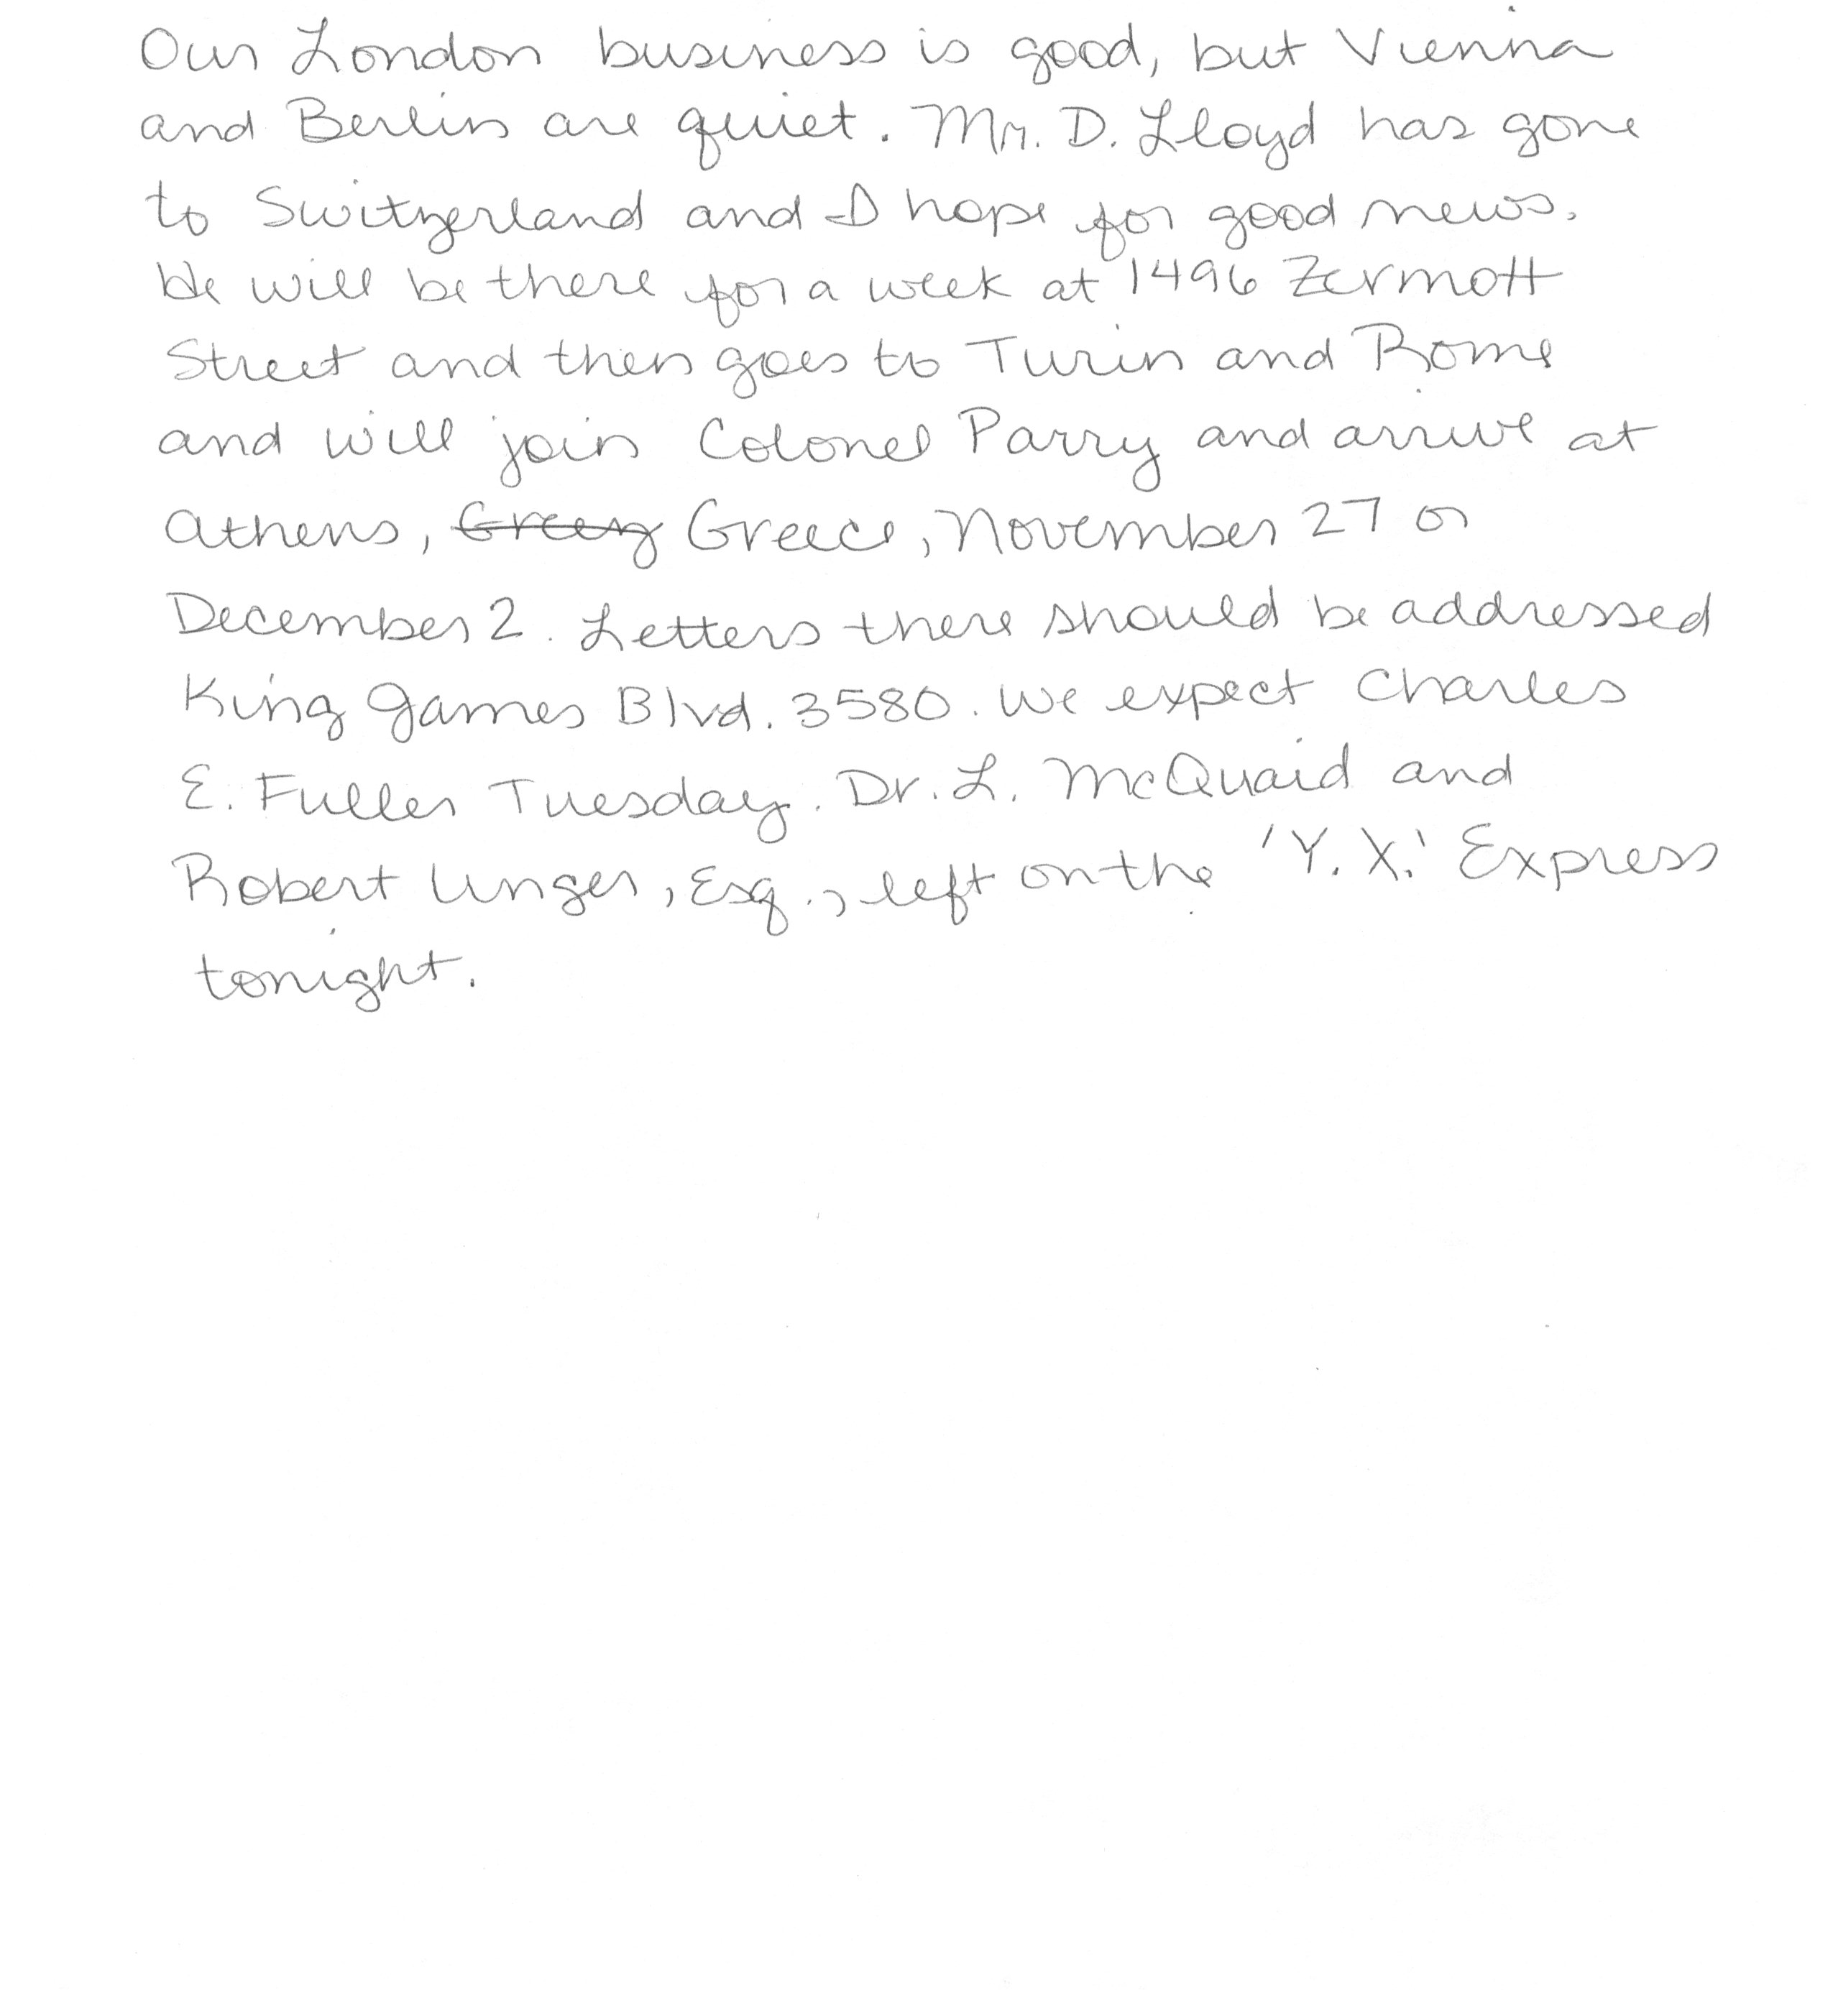 Our London business is good, but Vienna
and Berlin are quiet. Mr. D. Lloyd has gone
to Switzerland and I hope for good news.
He will be there for a week at 1496 Zermott
Street and then goes to Turin and Rome
and will join Colonel Parry and arrive at
Athens, Greece, November 27 or
December 2. Letters there should be addressed
King James Blvd. 3580. We expect Charles
E. Fuller Tuesday. Dr. L. McQuaid and
Robert Unger, Esq., left on the 'Y. X.' Express
tonight.